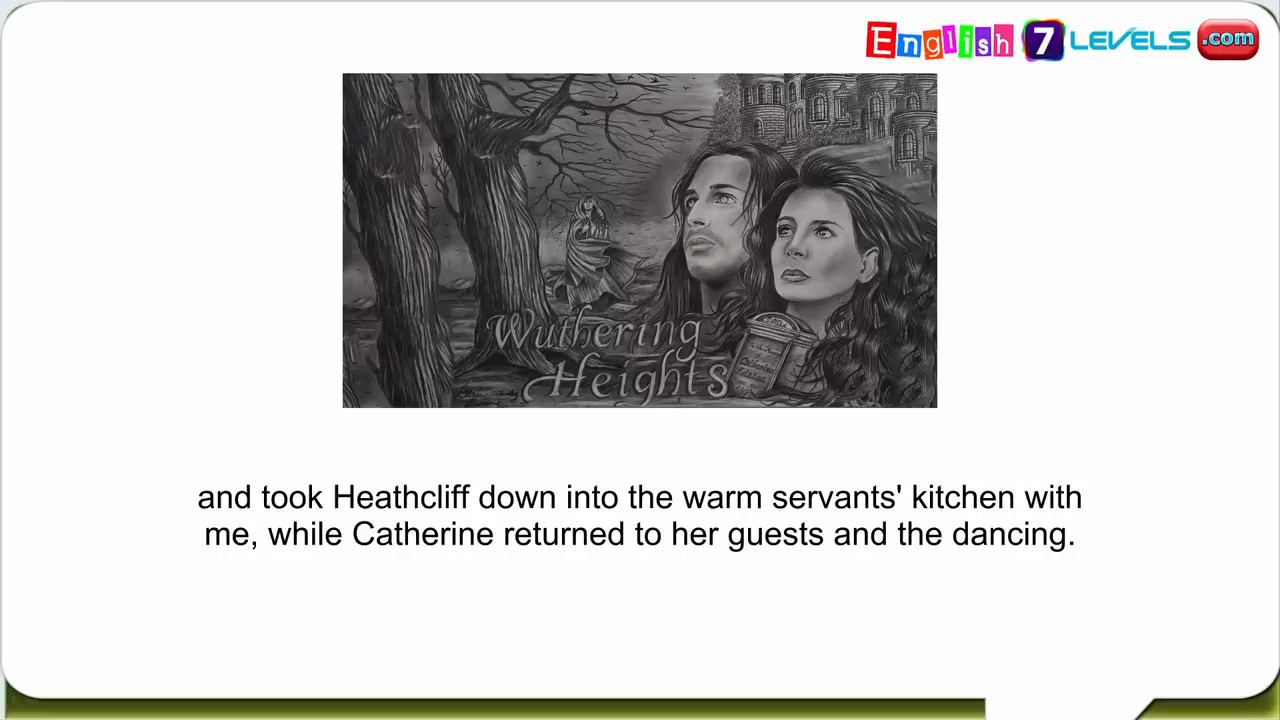 English 7 LEVELS .com
Wuthering
Heights
and took Heathcliff down into the warm servants' kitchen with
me, while Catherine returned to her guests and the dancing.